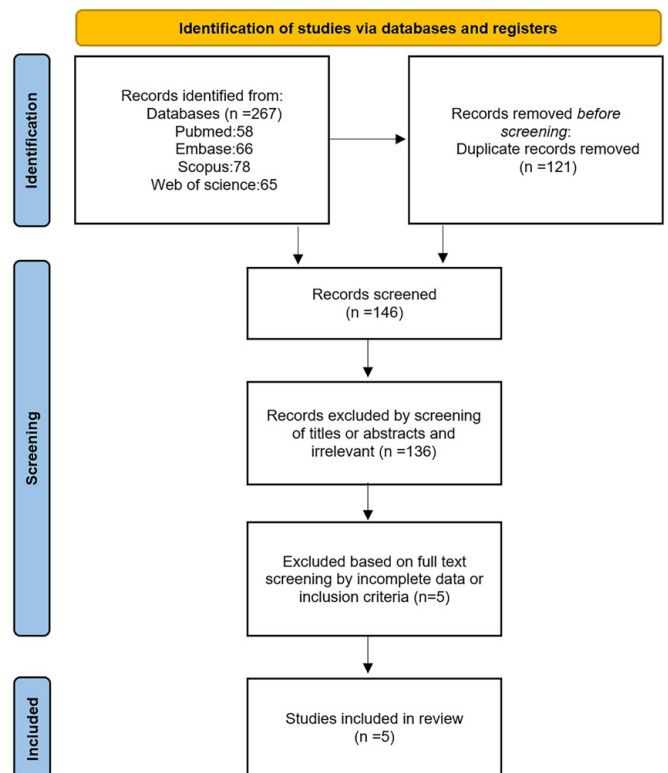 Identification of studies via databases and registers
Identification
Records identified from:
Databases (n =267)
Pubmed:58
Embase:66
Scopus:78
Web of science:65
Records removed before
screening:
Duplicate records removed
(n =121)
Screening
Records screened
(n =146)
Records excluded by screening
of titles or abstracts and
irrelevant (n =136)
Excluded based on full text
screening by incomplete data or
inclusion criteria (n=5)
Included
Studies included in review
(n =5)